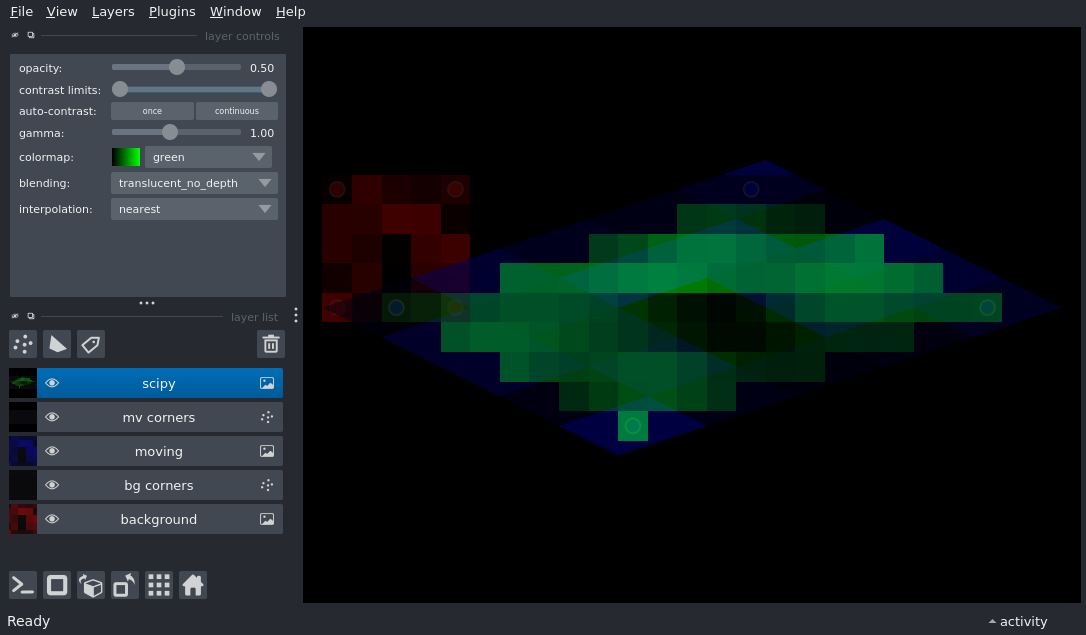 File View Layers Plugins Window Help
layer controls
opacity: 0.50
contrast limits:
auto-contrast: once continuous
gamma: 1.00
colormap: green
blending: translucent_no_depth
interpolation: nearest
layer list
scipy
mv corners
moving
bg corners
background
Ready activity